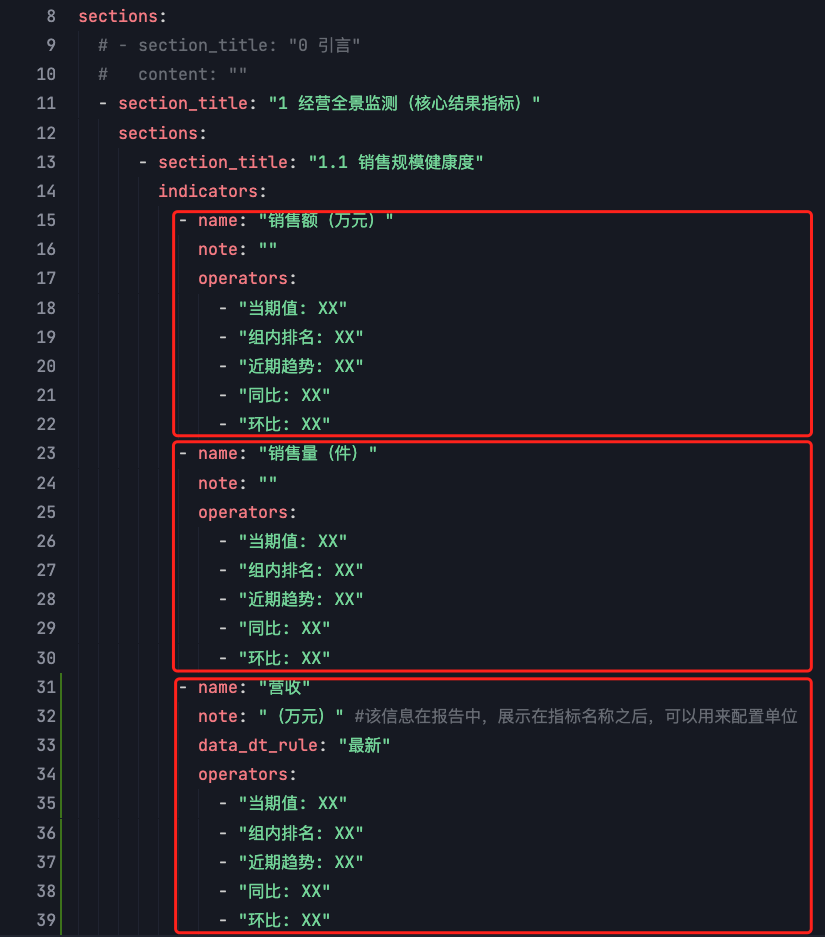 8 sections:
9 # - section_title: "0 引言"
10 #   content: ""
11 - section_title: "1 经营全景监测（核心结果指标）"
12 sections:
13 - section_title: "1.1 销售规模健康度"
14 indicators:
15 - name: "销售额（万元）"
16 note: ""
17 operators:
18 - "当期值: XX"
19 - "组内排名: XX"
20 - "近期趋势: XX"
21 - "同比: XX"
22 - "环比: XX"
23 - name: "销售量（件）"
24 note: ""
25 operators:
26 - "当期值: XX"
27 - "组内排名: XX"
28 - "近期趋势: XX"
29 - "同比: XX"
30 - "环比: XX"
31 - name: "营收"
32 note: "（万元）" #该信息在报告中，展示在指标名称之后，可以用来配置单位
33 data_dt_rule: "最新"
34 operators:
35 - "当期值: XX"
36 - "组内排名: XX"
37 - "近期趋势: XX"
38 - "同比: XX"
39 - "环比: XX"